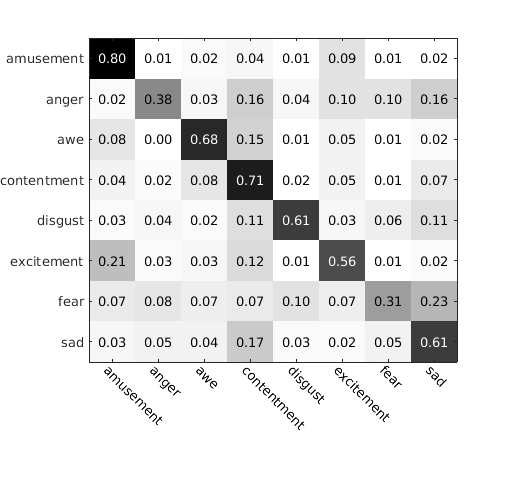 amusement 0.80 0.01 0.02 0.04 0.01 0.09 0.01 0.02
anger 0.02 0.38 0.03 0.16 0.04 0.10 0.10 0.16
awe 0.08 0.00 0.68 0.15 0.01 0.05 0.01 0.02
contentment 0.04 0.02 0.08 0.71 0.02 0.05 0.01 0.07
disgust 0.03 0.04 0.02 0.11 0.61 0.03 0.06 0.11
excitement 0.21 0.03 0.03 0.12 0.01 0.56 0.01 0.02
fear 0.07 0.08 0.07 0.07 0.10 0.07 0.31 0.23
sad 0.03 0.05 0.04 0.17 0.03 0.02 0.05 0.61
amusement anger awe contentment disgust excitement fear sad